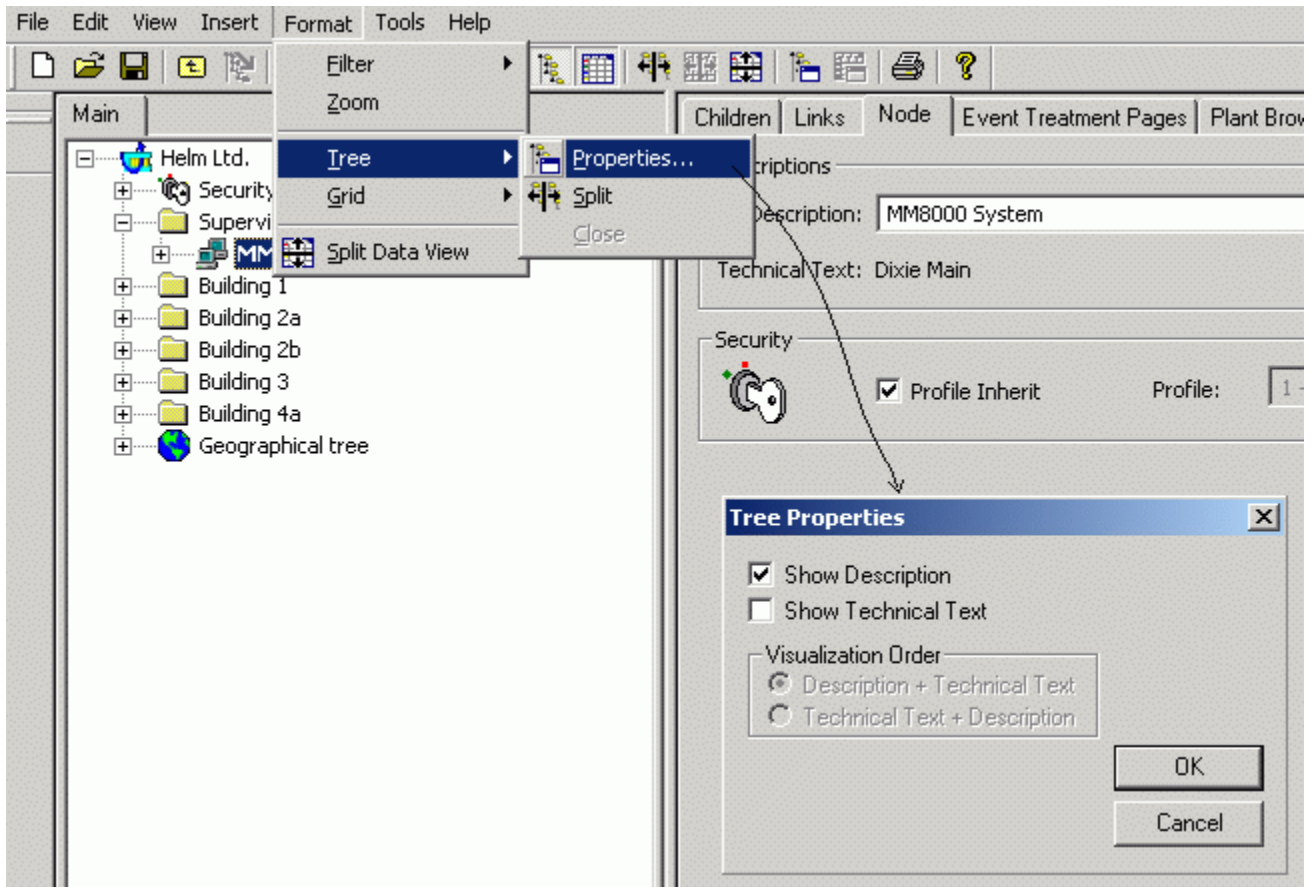 File Edit View Insert Format Tools Help
Filter
Zoom
Tree
Grid
Split Data View
Properties...
Split
Close
Main
Helm Ltd.
Security
MM
Building 1
Building 2a
Building 2b
Building 3
Building 4a
Geographical tree
Children Links Node Event Treatment Pages Plant
Description: MM8000 System
Technical Text: Dixie Main
Security
Profile Inherit Profile: 1
Tree Properties
Show Description
Show Technical Text
Visualization Order
Description + Technical Text
Technical Text + Description
OK
Cancel